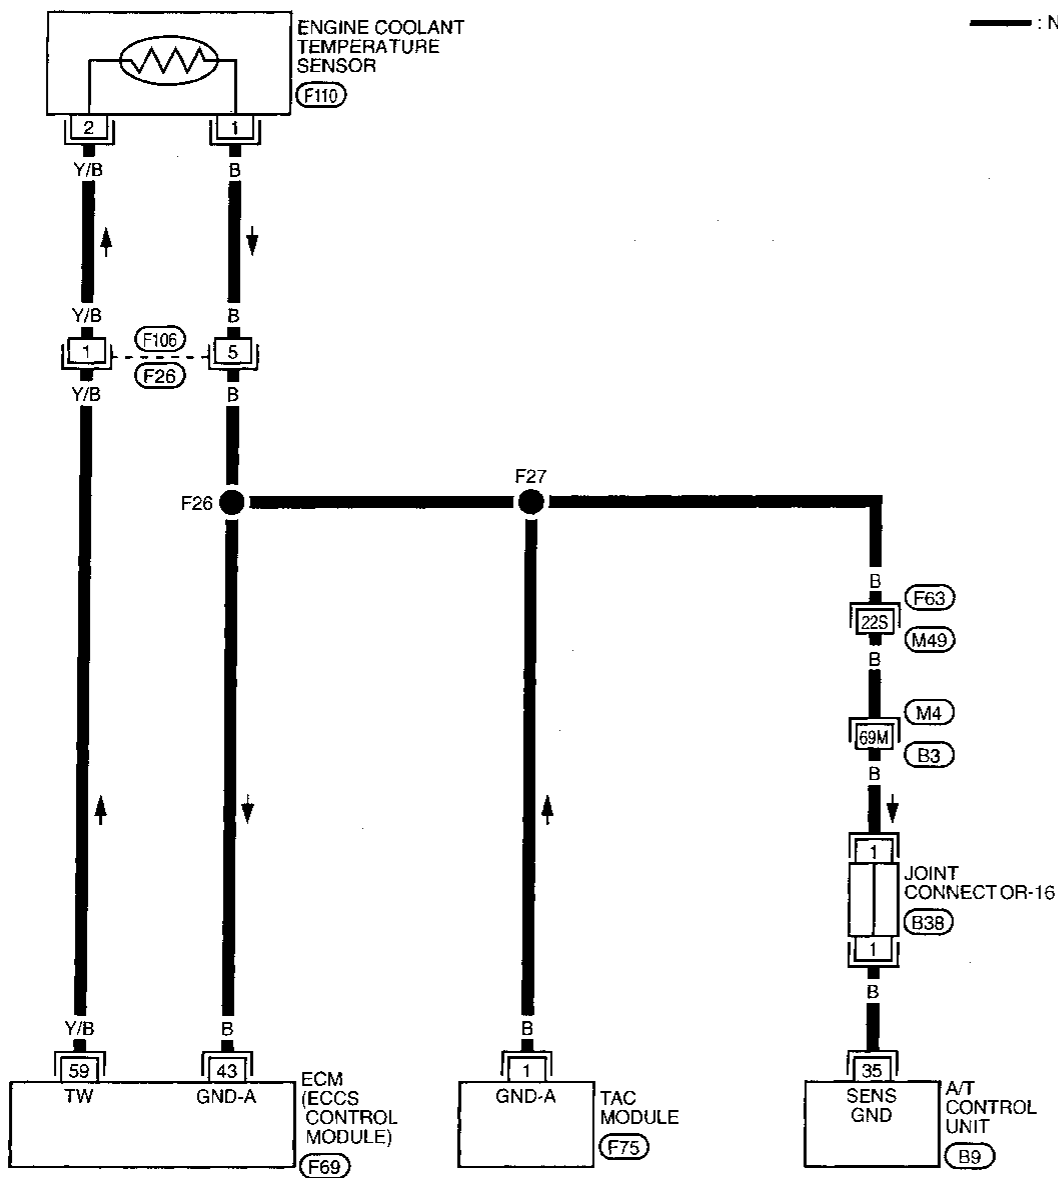 ENGINE COOLANT
TEMPERATURE
SENSOR
F110
: N
2
1
Y/B
B
Y/B
B
1
F106
5
F26
Y/B
B
F26
F27
B
F63
22S
M49
B
M4
69M
B3
B
1
JOINT
CONNECTOR-16
B38
1
B
Y/B
B
B
59
43
1
35
TW
GND-A
ECM
(ECCS
CONTROL
MODULE)
F69
GND-A
TAC
MODULE
F75
SENS
GND
A/T
CONTROL
UNIT
B9